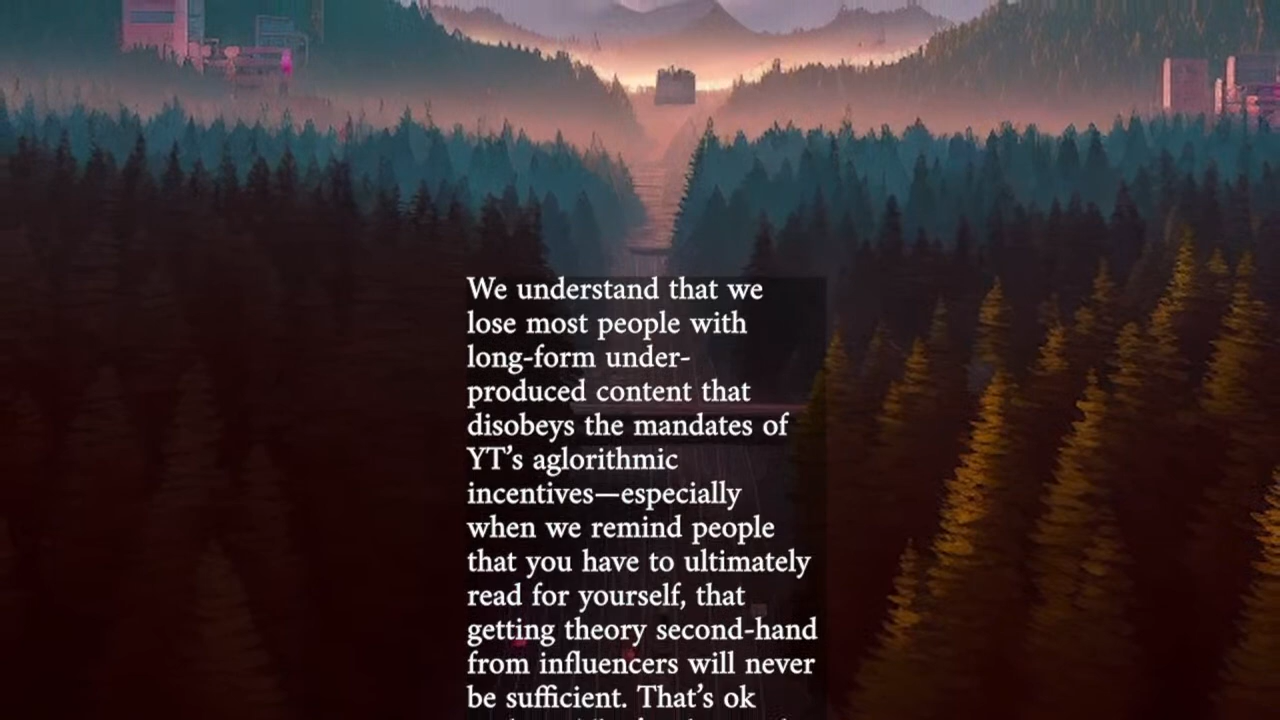 We understand that we
lose most people with
long-form under-
produced content that
disobeys the mandates of
YT’s aglorithmic
incentives—especially
when we remind people
that you have to ultimately
read for yourself, that
getting theory second-hand
from influencers will never
be sufficient. That’s ok